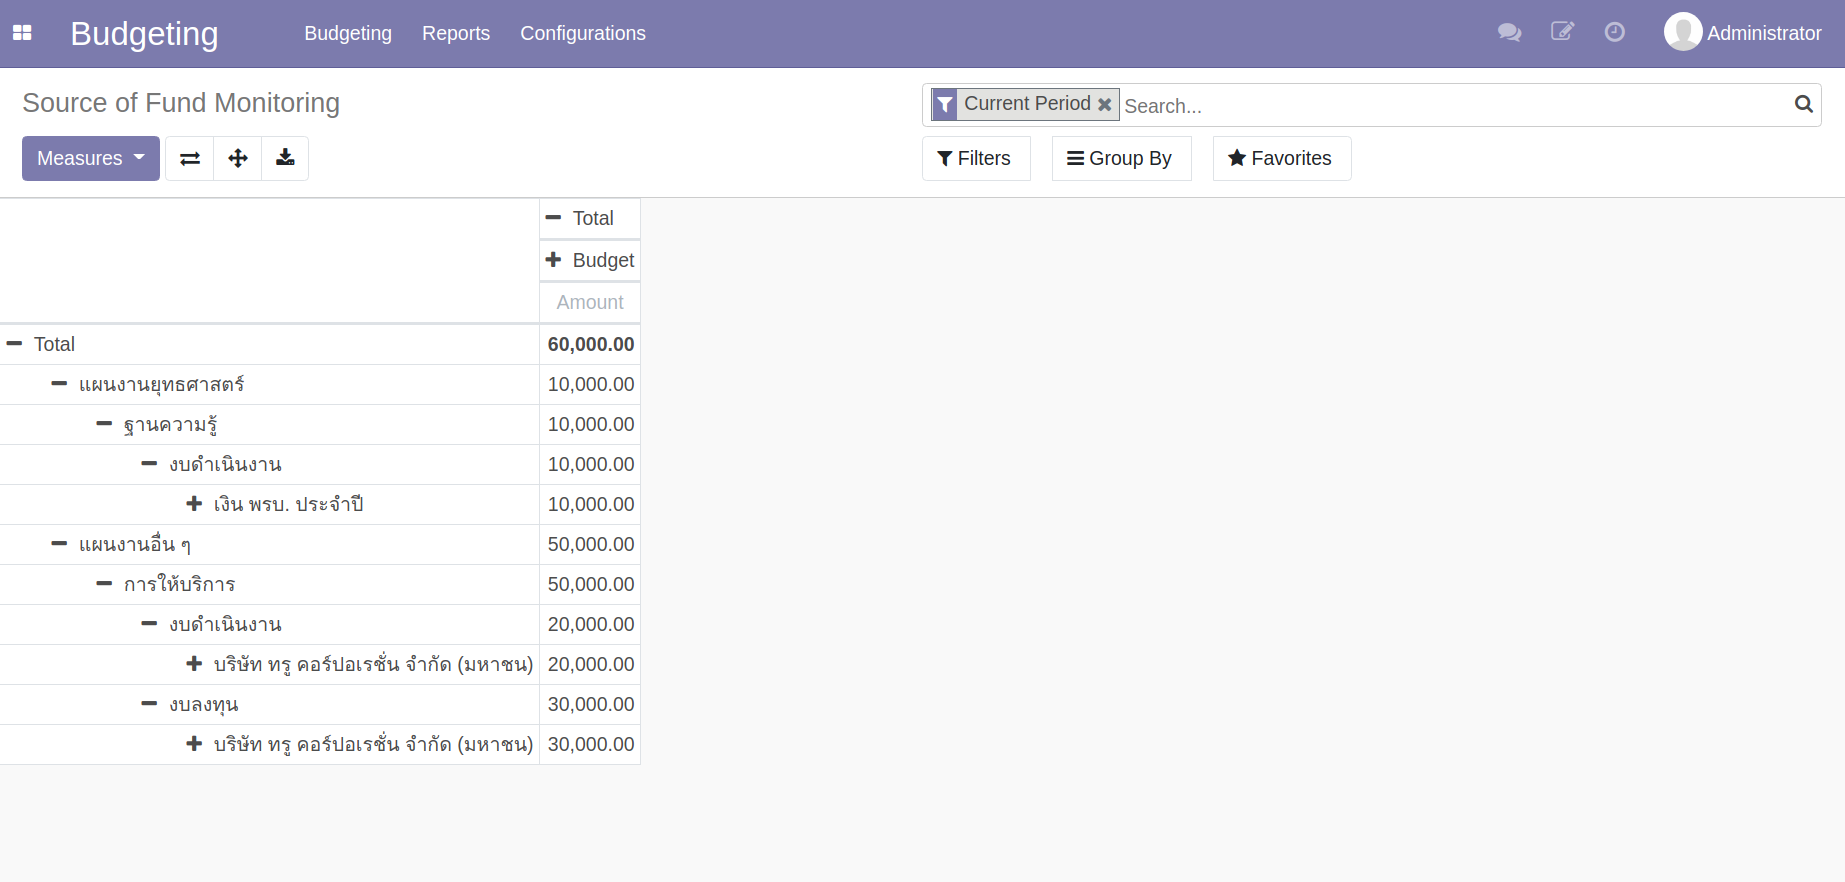 Budgeting Budgeting Reports Configurations Administrator
Source of Fund Monitoring Current Period Search...
Measures Filters Group By Favorites
Total
Budget
Amount
Total 60,000.00
แผนงานยุทธศาสตร์ 10,000.00
ฐานความรู้ 10,000.00
งบดำเนินงาน 10,000.00
เงิน พรบ. ประจำปี 10,000.00
แผนงานอื่น ๆ 50,000.00
การให้บริการ 50,000.00
งบดำเนินงาน 20,000.00
บริษัท ทรู คอร์ปอเรชั่น จำกัด (มหาชน) 20,000.00
งบลงทุน 30,000.00
บริษัท ทรู คอร์ปอเรชั่น จำกัด (มหาชน) 30,000.00